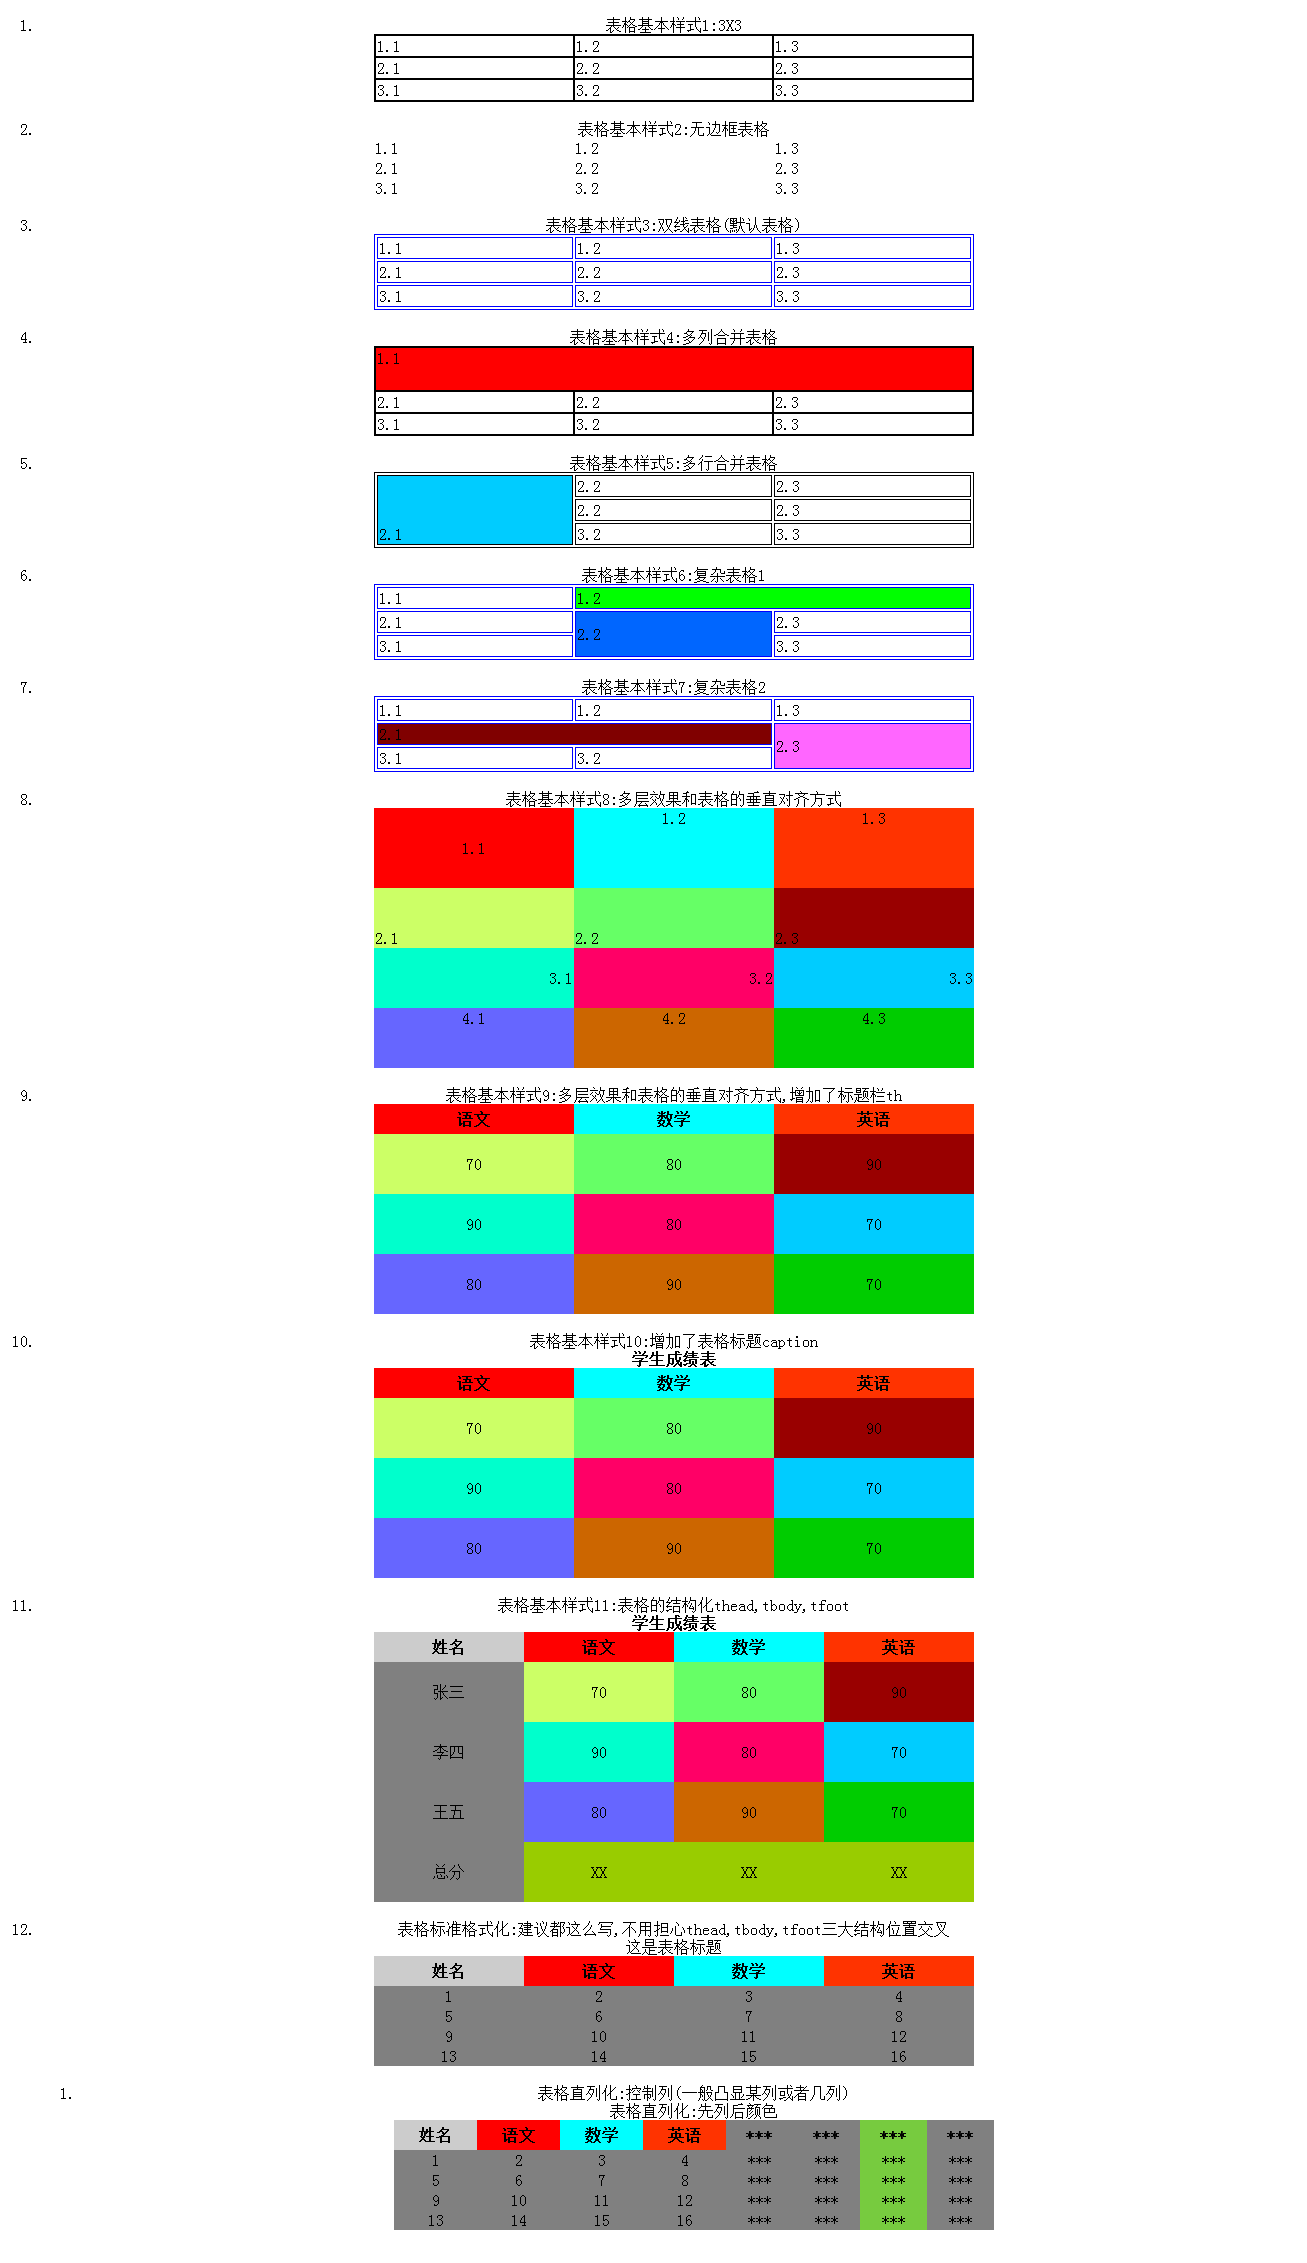 1. 表格基本样式1:3X3
1.1 1.2 1.3
2.1 2.2 2.3
3.1 3.2 3.3
2. 表格基本样式2:无边框表格
1.1 1.2 1.3
2.1 2.2 2.3
3.1 3.2 3.3
3. 表格基本样式3:双线表格(默认表格)
1.1 1.2 1.3
2.1 2.2 2.3
3.1 3.2 3.3
4. 表格基本样式4:多列合并表格
1.1
2.1 2.2 2.3
3.1 3.2 3.3
5. 表格基本样式5:多行合并表格
2.2 2.3
2.2 2.3
2.1 3.2 3.3
6. 表格基本样式6:复杂表格1
1.1 1.2
2.1 2.2 2.3
3.1 3.3
7. 表格基本样式7:复杂表格2
1.1 1.2 1.3
2.1 2.3
3.1 3.2
8. 表格基本样式8:多层效果和表格的垂直对齐方式
1.1 1.2 1.3
2.1 2.2 2.3
3.1 3.2 3.3
4.1 4.2 4.3
9. 表格基本样式9:多层效果和表格的垂直对齐方式,增加了标题栏th
语文 数学 英语
70 80 90
90 80 70
80 90 70
10. 表格基本样式10:增加了表格标题caption
学生成绩表
语文 数学 英语
70 80 90
90 80 70
80 90 70
11. 表格基本样式11:表格的结构化thead,tbody,tfoot
学生成绩表
姓名 语文 数学 英语
张三 70 80 90
李四 90 80 70
王五 80 90 70
总分 XX XX XX
12. 表格标准格式化:建议都这么写,不用担心thead,tbody,tfoot三大结构位置交叉
这是表格标题
姓名 语文 数学 英语
1 2 3 4
5 6 7 8
9 10 11 12
13 14 15 16
1. 表格直列化:控制列(一般凸显某列或者几列)
表格直列化:先列后颜色
姓名 语文 数学 英语 *** *** *** ***
1 2 3 4 *** *** *** ***
5 6 7 8 *** *** *** ***
9 10 11 12 *** *** *** ***
13 14 15 16 *** *** *** ***